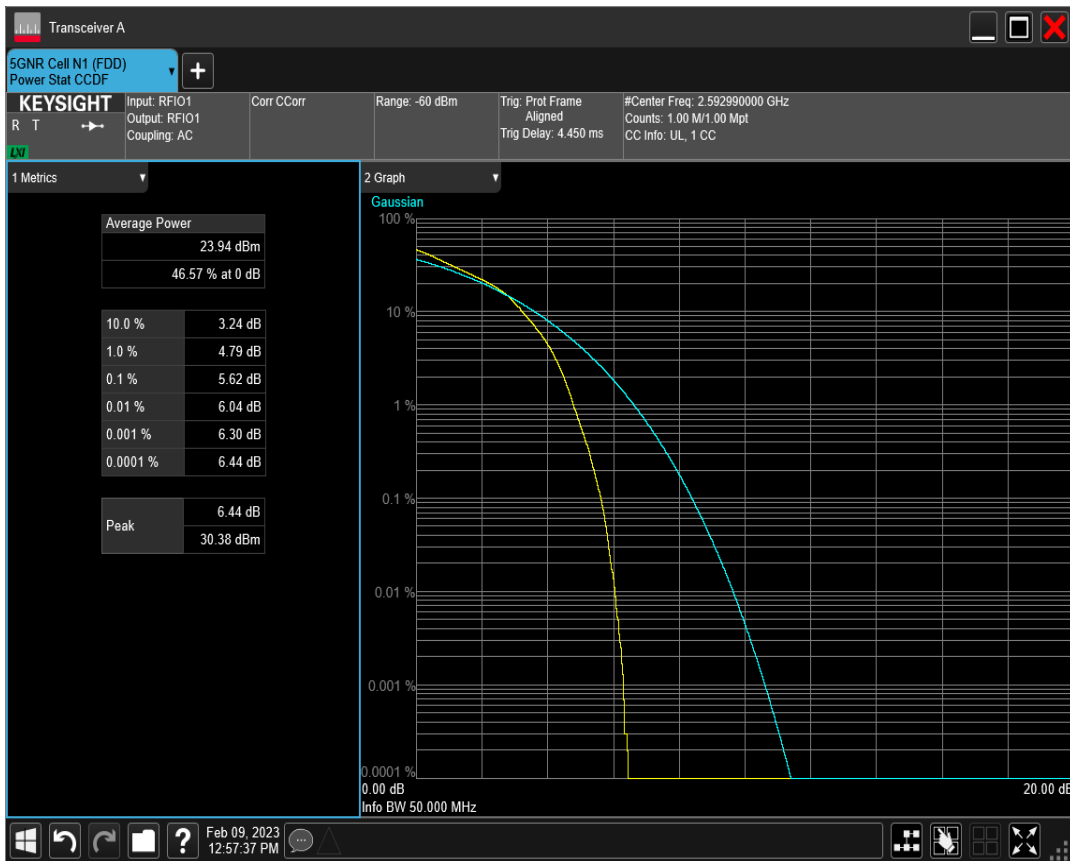 Transceiver A
5GNR Cell N1 (FDD)
Power Stat CCDF
+
KEYSIGHT
R T
LXI
Input: RFIO1
Output: RFIO1
Coupling: AC
Corr CCorr
Range: -60 dBm
Trig: Prot Frame
Aligned
Trig Delay: 4.450 ms
#Center Freq: 2.592990000 GHz
Counts: 1.00 M/1.00 Mpt
CC Info: UL, 1 CC
1 Metrics
Average Power
23.94 dBm
46.57 % at 0 dB
10.0 % 3.24 dB
1.0 % 4.79 dB
0.1 % 5.62 dB
0.01 % 6.04 dB
0.001 % 6.30 dB
0.0001 % 6.44 dB
Peak
6.44 dB
30.38 dBm
2 Graph
Gaussian
100 %
10 %
1 %
0.1 %
0.01 %
0.001 %
0.0001 %
0.00 dB 20.00 dB
Info BW 50.000 MHz
?
Feb 09, 2023
12:57:37 PM